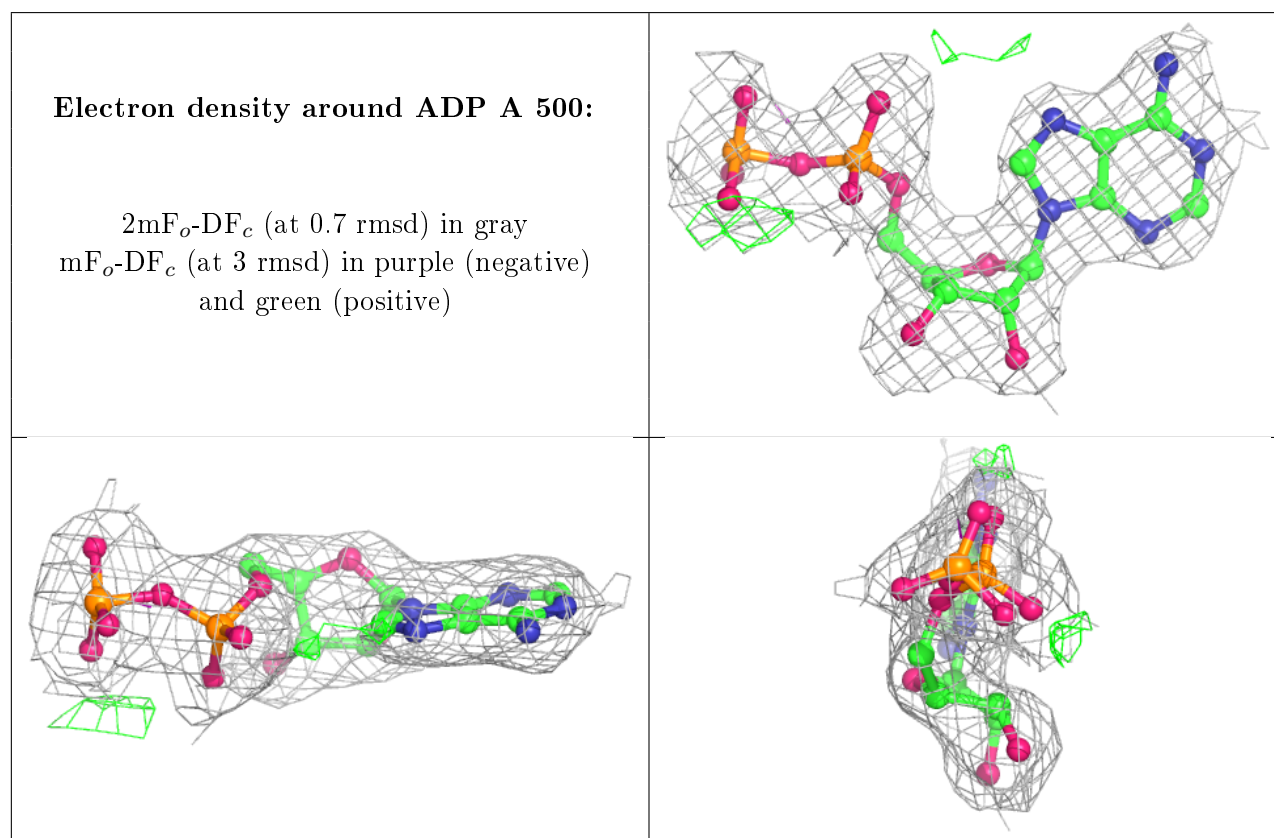 Electron density around ADP A 500:
2mFo-DFc (at 0.7 rmsd) in gray
mFo-DFc (at 3 rmsd) in purple (negative)
and green (positive)